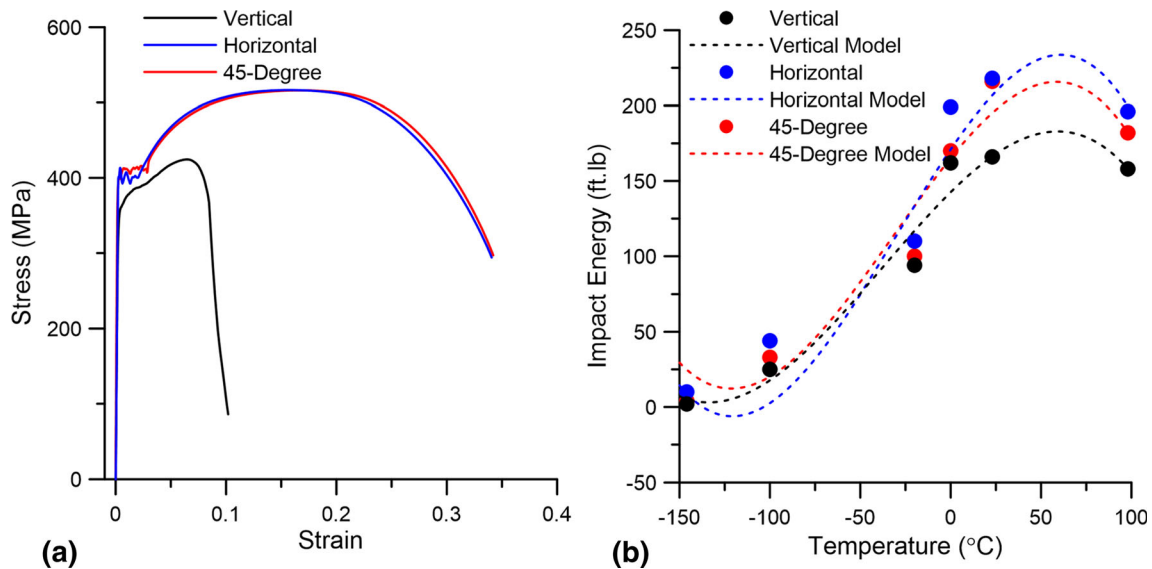 Vertical
Horizontal
45-Degree
600
400
200
0
Stress (MPa)
0
0.1
0.2
0.3
0.4
Strain
(a)
Vertical
Vertical Model
Horizontal
Horizontal Model
45-Degree
45-Degree Model
250
200
150
100
50
0
-50
Impact Energy (ft.lb)
-150
-100
-50
0
50
100
Temperature (°C)
(b)